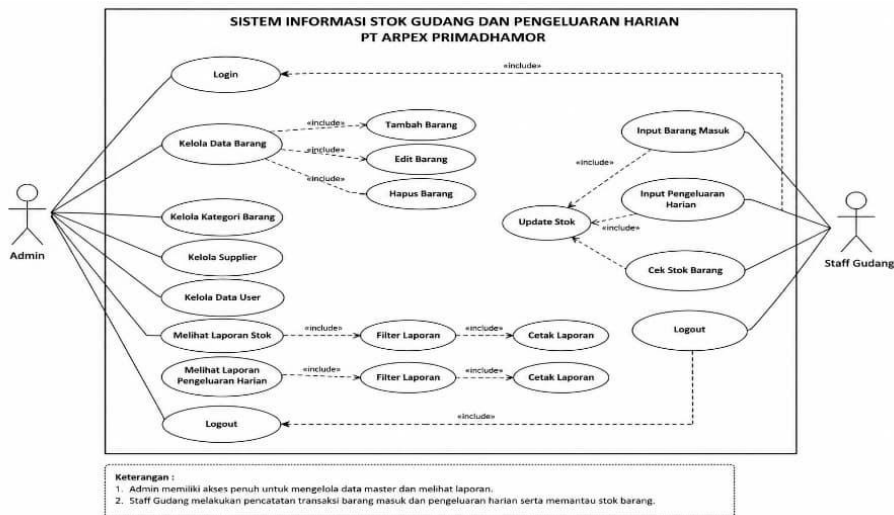 SISTEM INFORMASI STOK GUDANG DAN PENGELUARAN HARIAN
PT ARPEX PRIMADHAMOR
Login
«include»
Kelola Data Barang
«include»
Tambah Barang
«include»
Edit Barang
«include»
Hapus Barang
Input Barang Masuk
«include»
Input Pengeluaran
Harian
Update Stok
«include»
Cek Stok Barang
Admin
Staff Gudang
Kelola Kategori Barang
Kelola Supplier
Kelola Data User
Melihat Laporan Stok
«include»
Filter Laporan
«include»
Cetak Laporan
Logout
Melihat Laporan
Pengeluaran Harian
«include»
Filter Laporan
«include»
Cetak Laporan
Logout
«include»
Keterangan :
1. Admin memiliki akses penuh untuk mengelola data master dan melihat laporan.
2. Staff Gudang melakukan pencatatan transaksi barang masuk dan pengeluaran harian serta memantau stok barang.